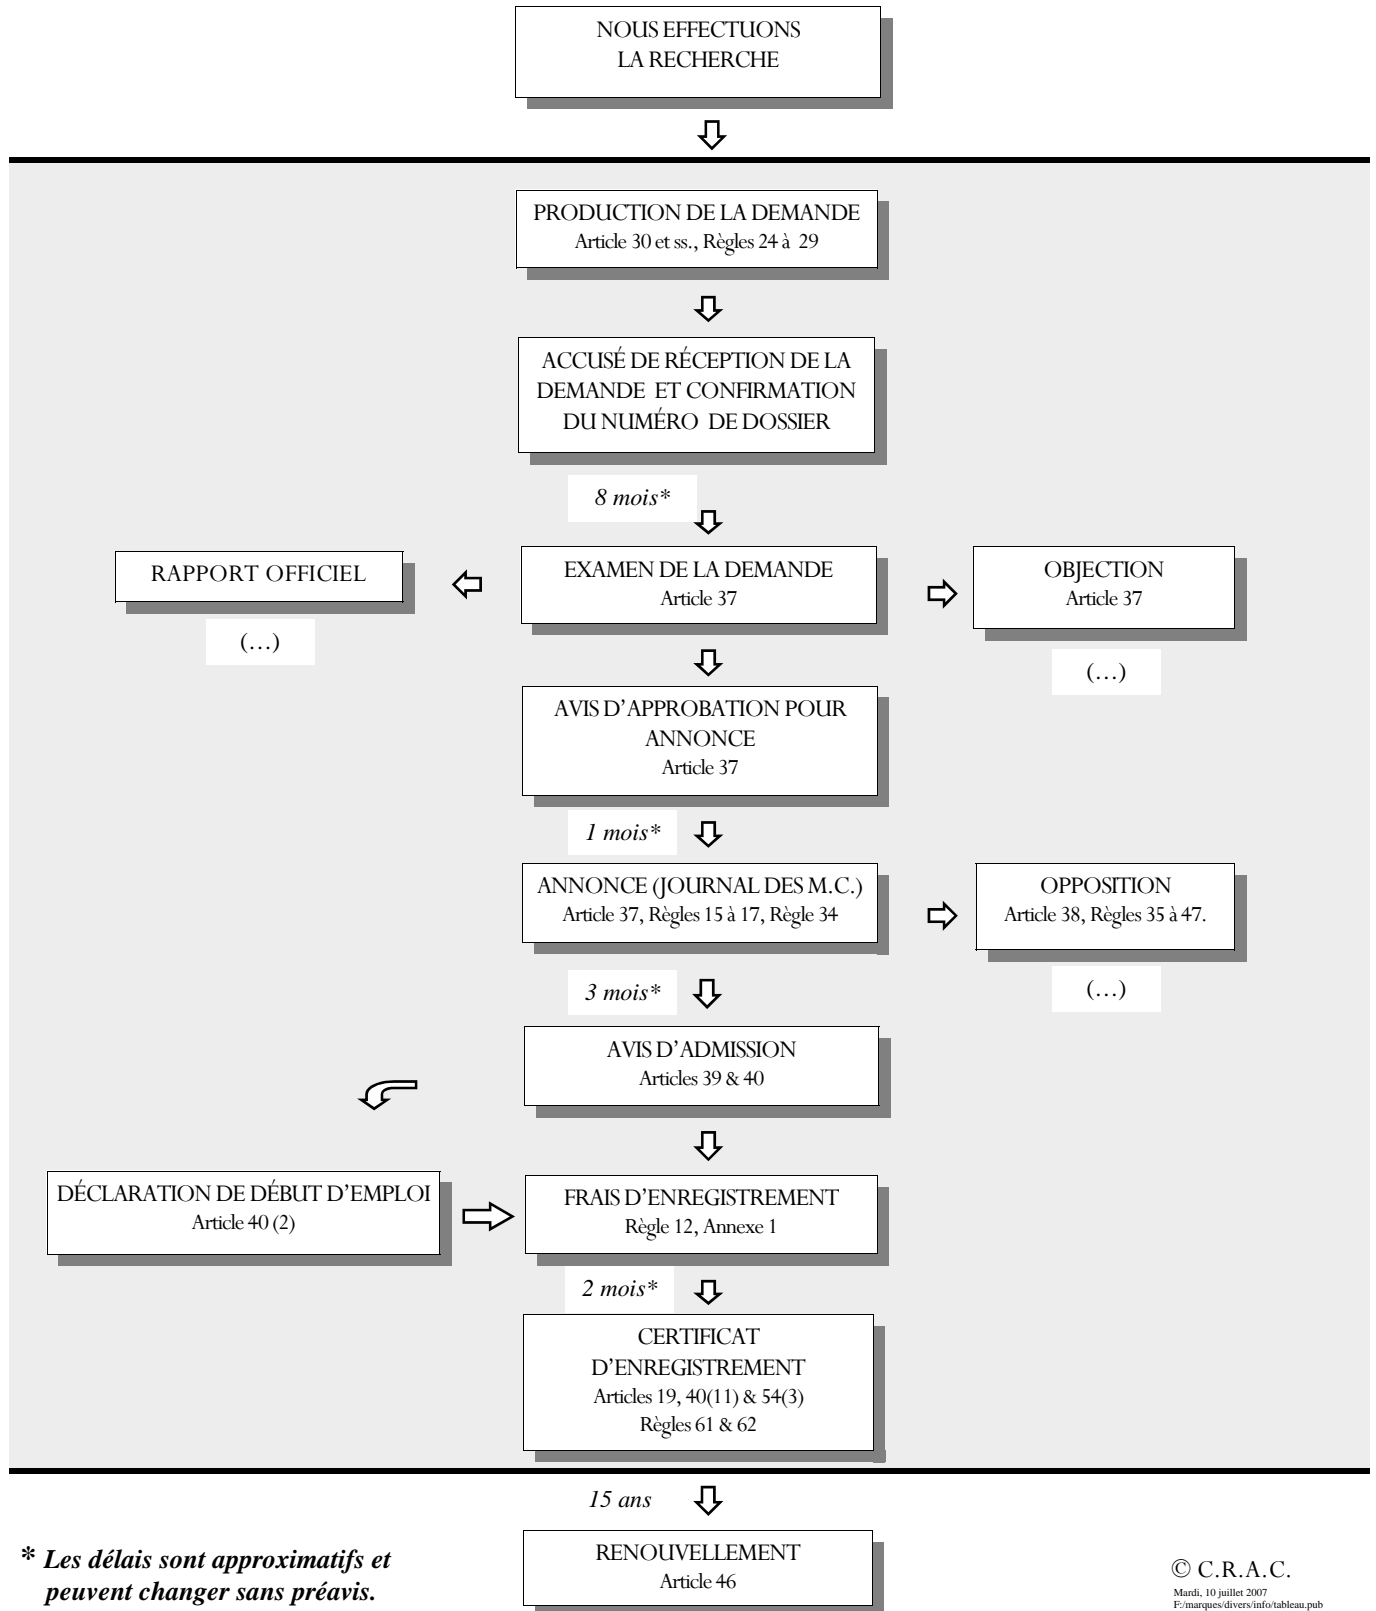 NOUS EFFECTUONS
LA RECHERCHE
PRODUCTION DE LA DEMANDE
Article 30 et ss., Règles 24 à 29
ACCUSÉ DE RÉCEPTION DE LA
DEMANDE ET CONFIRMATION
DU NUMÉRO DE DOSSIER
8 mois*
RAPPORT OFFICIEL
(…)
EXAMEN DE LA DEMANDE
Article 37
OBJECTION
Article 37
(…)
AVIS D'APPROBATION POUR
ANNONCE
Article 37
1 mois*
ANNONCE (JOURNAL DES M.C.)
Article 37, Règles 15 à 17, Règle 34
OPPOSITION
Article 38, Règles 35 à 47.
(…)
3 mois*
AVIS D'ADMISSION
Articles 39 & 40
DÉCLARATION DE DÉBUT D'EMPLOI
Article 40 (2)
FRAIS D'ENREGISTREMENT
Règle 12, Annexe 1
2 mois*
CERTIFICAT
D'ENREGISTREMENT
Articles 19, 40(11) & 54(3)
Règles 61 & 62
15 ans
RENOUVELLEMENT
Article 46
* Les délais sont approximatifs et
peuvent changer sans préavis.
© C.R.A.C.
Mardi, 10 juillet 2007
F:/marques/divers/info/tableau.pub